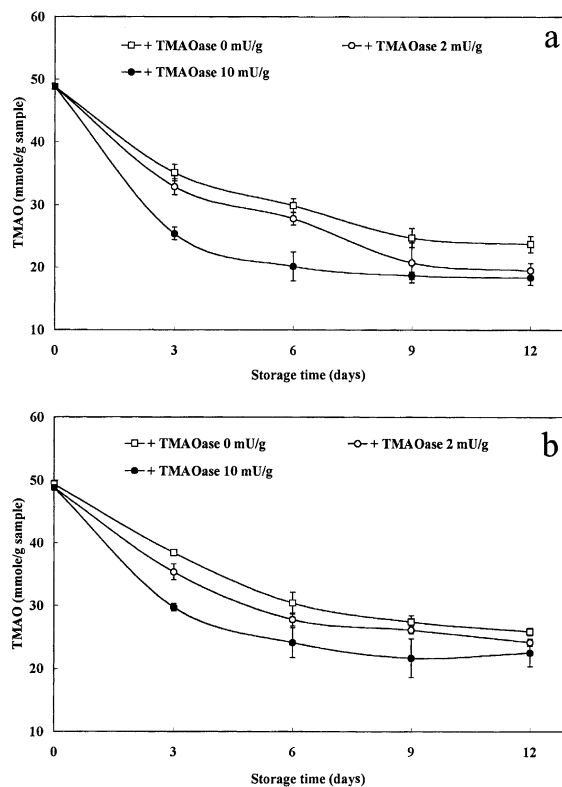 60
50
40
30
20
10
TMAO (mmole/g sample)
+ TMAOase 0 mU/g
+ TMAOase 2 mU/g
+ TMAOase 10 mU/g
a
0 3 6 9 12
Storage time (days)
60
50
40
30
20
10
TMAO (mmole/g sample)
+ TMAOase 0 mU/g
+ TMAOase 2 mU/g
+ TMAOase 10 mU/g
b
0 3 6 9 12
Storage time (days)